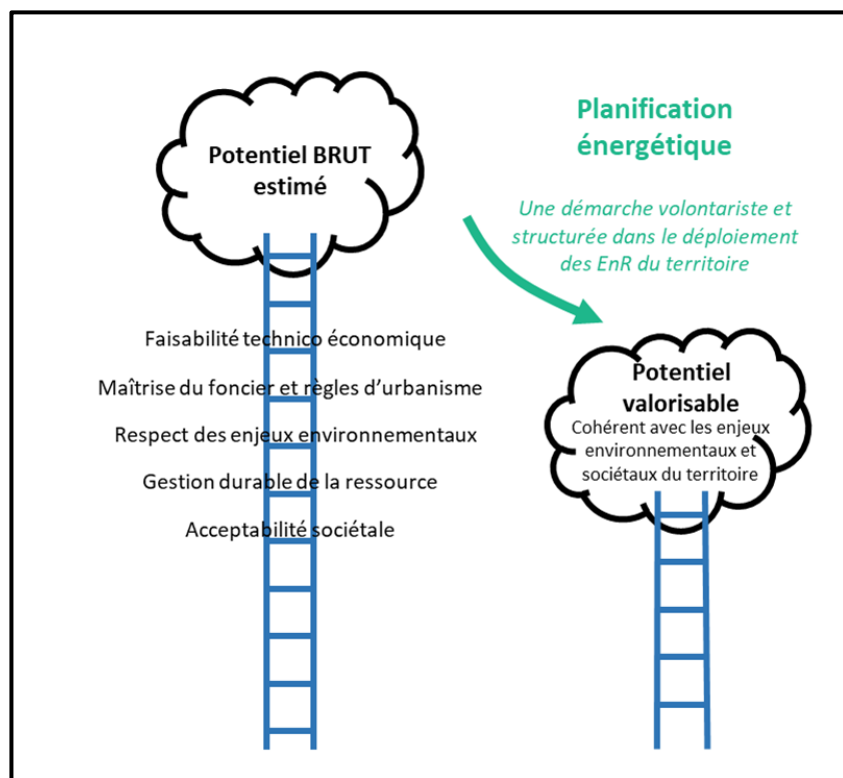 Potentiel BRUT
estimé
Planification
énergétique
Une démarche volontariste et
structurée dans le déploiement
des EnR du territoire
Faisabilité technico économique
Maîtrise du foncier et règles d’urbanisme
Respect des enjeux environnementaux
Gestion durable de la ressource
Acceptabilité sociétale
Potentiel
valorisable
Cohérent avec les enjeux
environnementaux et
sociétaux du territoire